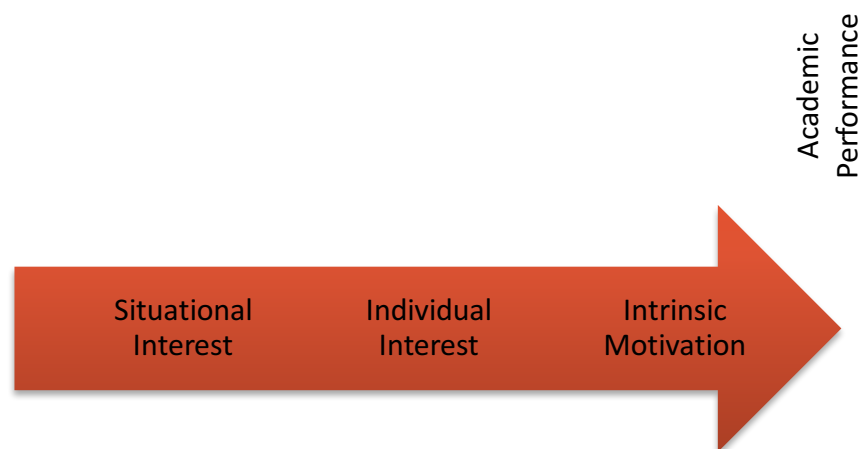 Situational
Interest
Individual
Interest
Intrinsic
Motivation
Academic
Performance